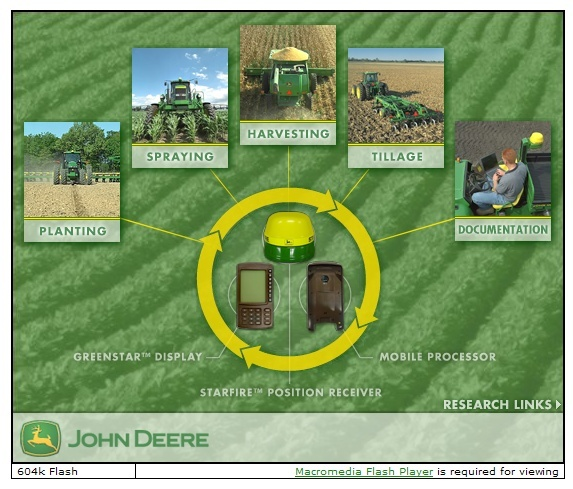 HARVESTING
SPRAYING
TILLAGE
PLANTING
DOCUMENTATION
GREENSTAR™ DISPLAY
MOBILE PROCESSOR
STARFIRE™ POSITION RECEIVER
RESEARCH LINKS
JOHN DEERE
604k Flash
Macromedia Flash Player is required for viewing